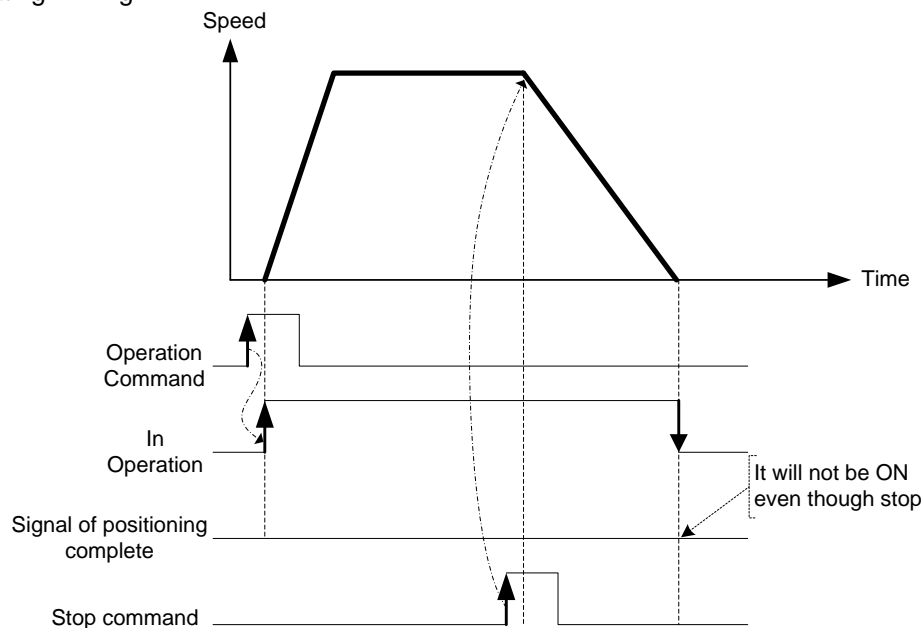 Speed
Time
Operation
Command
In
Operation
It will not be ON
even though stop
Signal of positioning
complete
Stop command